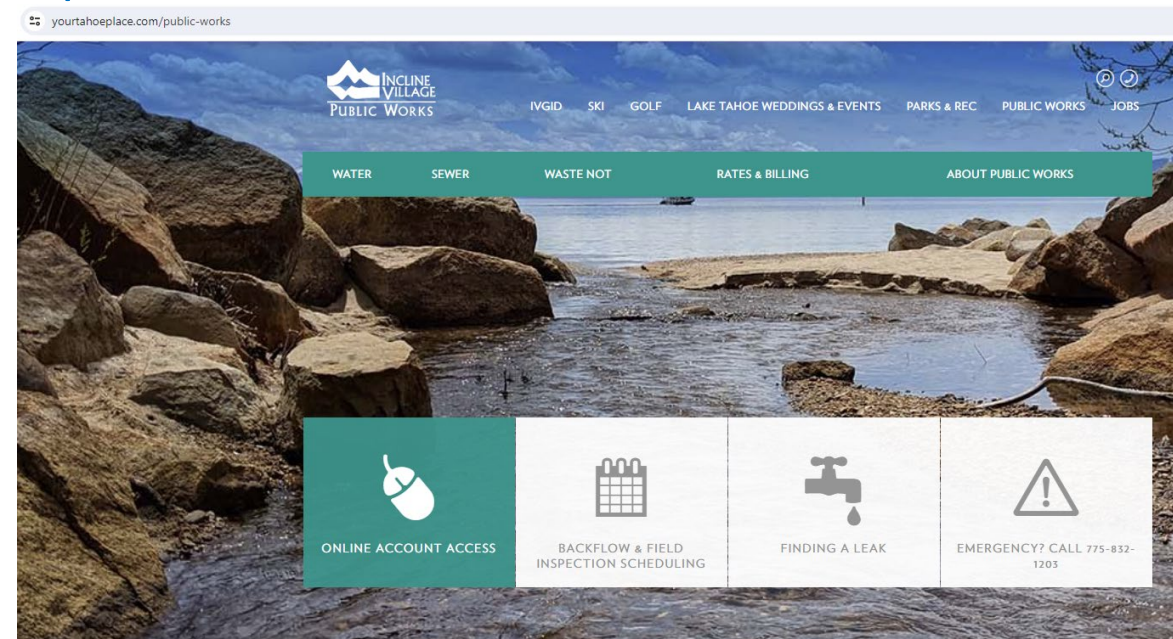 yourtahoeplace.com/public-works
INCLINE
VILLAGE
PUBLIC WORKS
IVGID SKI GOLF LAKE TAHOE WEDDINGS & EVENTS PARKS & REC PUBLIC WORKS JOBS
WATER SEWER WASTE NOT RATES & BILLING ABOUT PUBLIC WORKS
ONLINE ACCOUNT ACCESS
BACKFLOW & FIELD
INSPECTION SCHEDULING
FINDING A LEAK
EMERGENCY? CALL 775-832-
1203